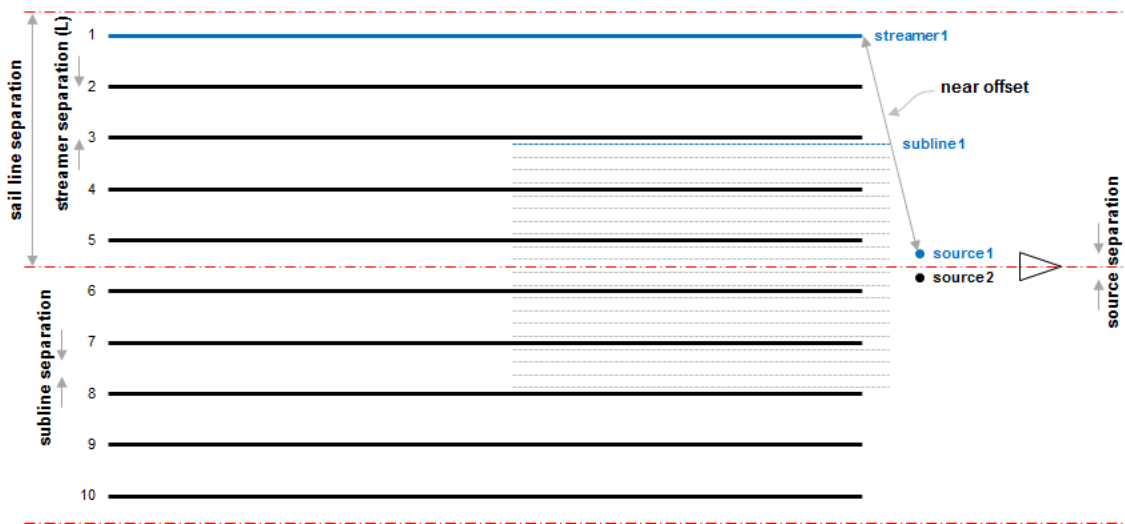 sail line separation
streamer separation (L)
1
streamer1
2
near offset
3
subline1
4
5
source1
source separation
source2
6
subline separation
7
8
9
10